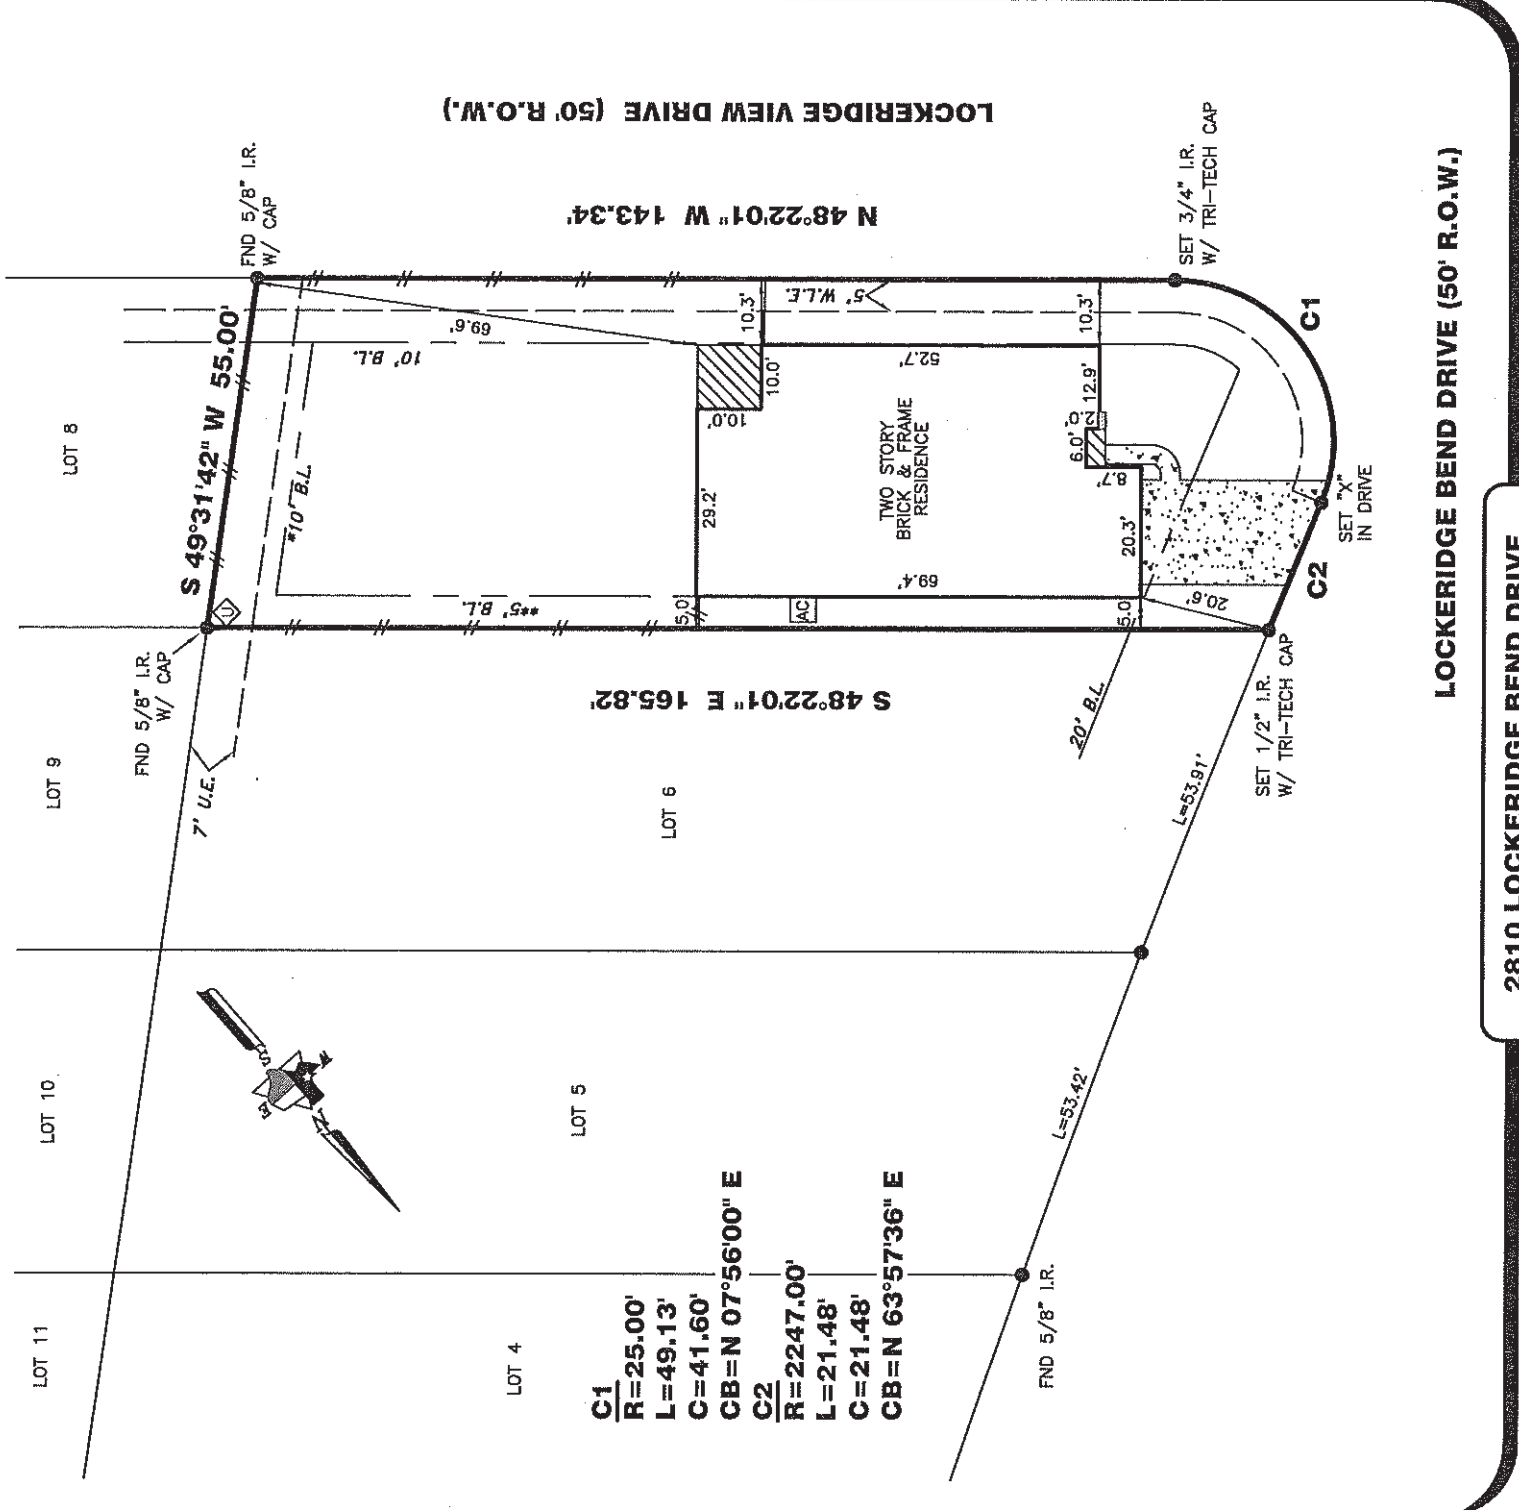 LOCKERIDGE VIEW DRIVE (50' R.O.W.)
N 48°22'01" W 143.34'
FND 5/8" I.R.
W/ CAP
SET 3/4" I.R.
W/ TRI-TECH CAP
LOT 8
S 49°31'42" W 55.00'
5' W.L.E.
10.3'
10.3'
69.6'
10' B.L.
*10' B.L.
10.0'
10.0'
52.7'
12.9'
2.0'
6.0'
8.7'
C1
29.2'
TWO STORY
BRICK & FRAME
RESIDENCE
20.3'
69.4'
SET "X"
IN DRIVE
C2
20.6'
U
**5' B.L.
5.0'
AC
5.0'
FND 5/8" I.R.
W/ CAP
S 48°22'01" E 165.82'
20' B.L.
SET 1/2" I.R.
W/ TRI-TECH CAP
LOCKERIDGE BEND DRIVE (50' R.O.W.)
LOT 9
7' U.E.
LOT 6
L=53.91'
LOT 10
S
E
W
N
LOT 5
L=53.42'
LOT 11
LOT 4
FND 5/8" I.R.
C1
R=25.00'
L=49.13'
C=41.60'
CB=N 07°56'00" E
C2
R=2247.00'
L=21.48'
C=21.48'
CB=N 63°57'36" E
2810 LOCKERIDGE BEND DRIVE